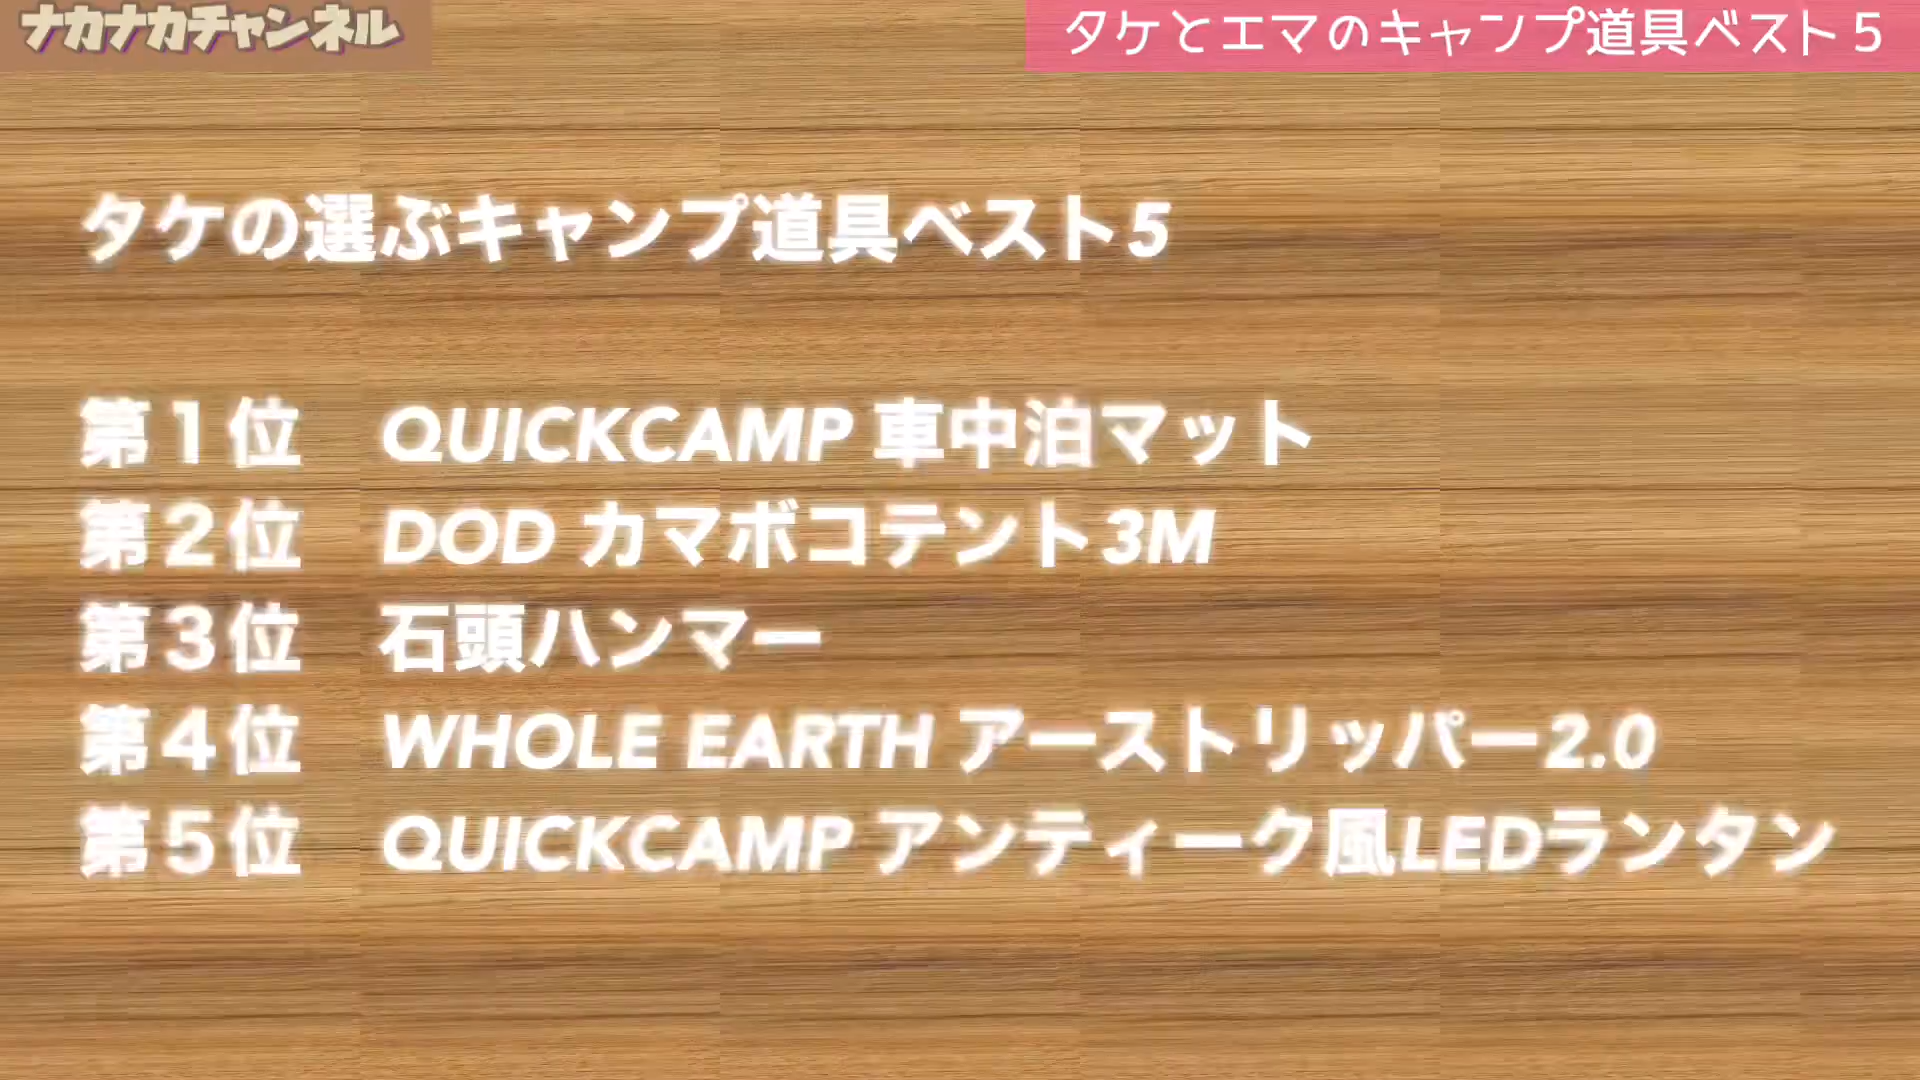 ナカナカチャンネル
タケとエマのキャンプ道具ベスト5
タケの選ぶキャンプ道具ベスト5
第1位 QUICKCAMP 車中泊マット
第2位 DOD カマボコテント3M
第3位 石頭ハンマー
第4位 WHOLE EARTH アーストリッパー2.0
第5位 QUICKCAMP アンティーク風LEDランタン